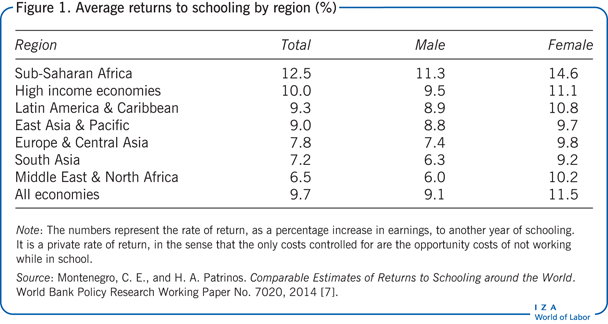 Figure 1. Average returns to schooling by region (%)
Region Total Male Female
Sub-Saharan Africa 12.5 11.3 14.6
High income economies 10.0 9.5 11.1
Latin America & Caribbean 9.3 8.9 10.8
East Asia & Pacific 9.0 8.8 9.7
Europe & Central Asia 7.8 7.4 9.8
South Asia 7.2 6.3 9.2
Middle East & North Africa 6.5 6.0 10.2
All economies 9.7 9.1 11.5
Note: The numbers represent the rate of return, as a percentage increase in earnings, to another year of schooling.
It is a private rate of return, in the sense that the only costs controlled for are the opportunity costs of not working
while in school.
Source: Montenegro, C. E., and H. A. Patrinos. Comparable Estimates of Returns to Schooling around the World.
World Bank Policy Research Working Paper No. 7020, 2014 [7].
I Z A
World of Labor